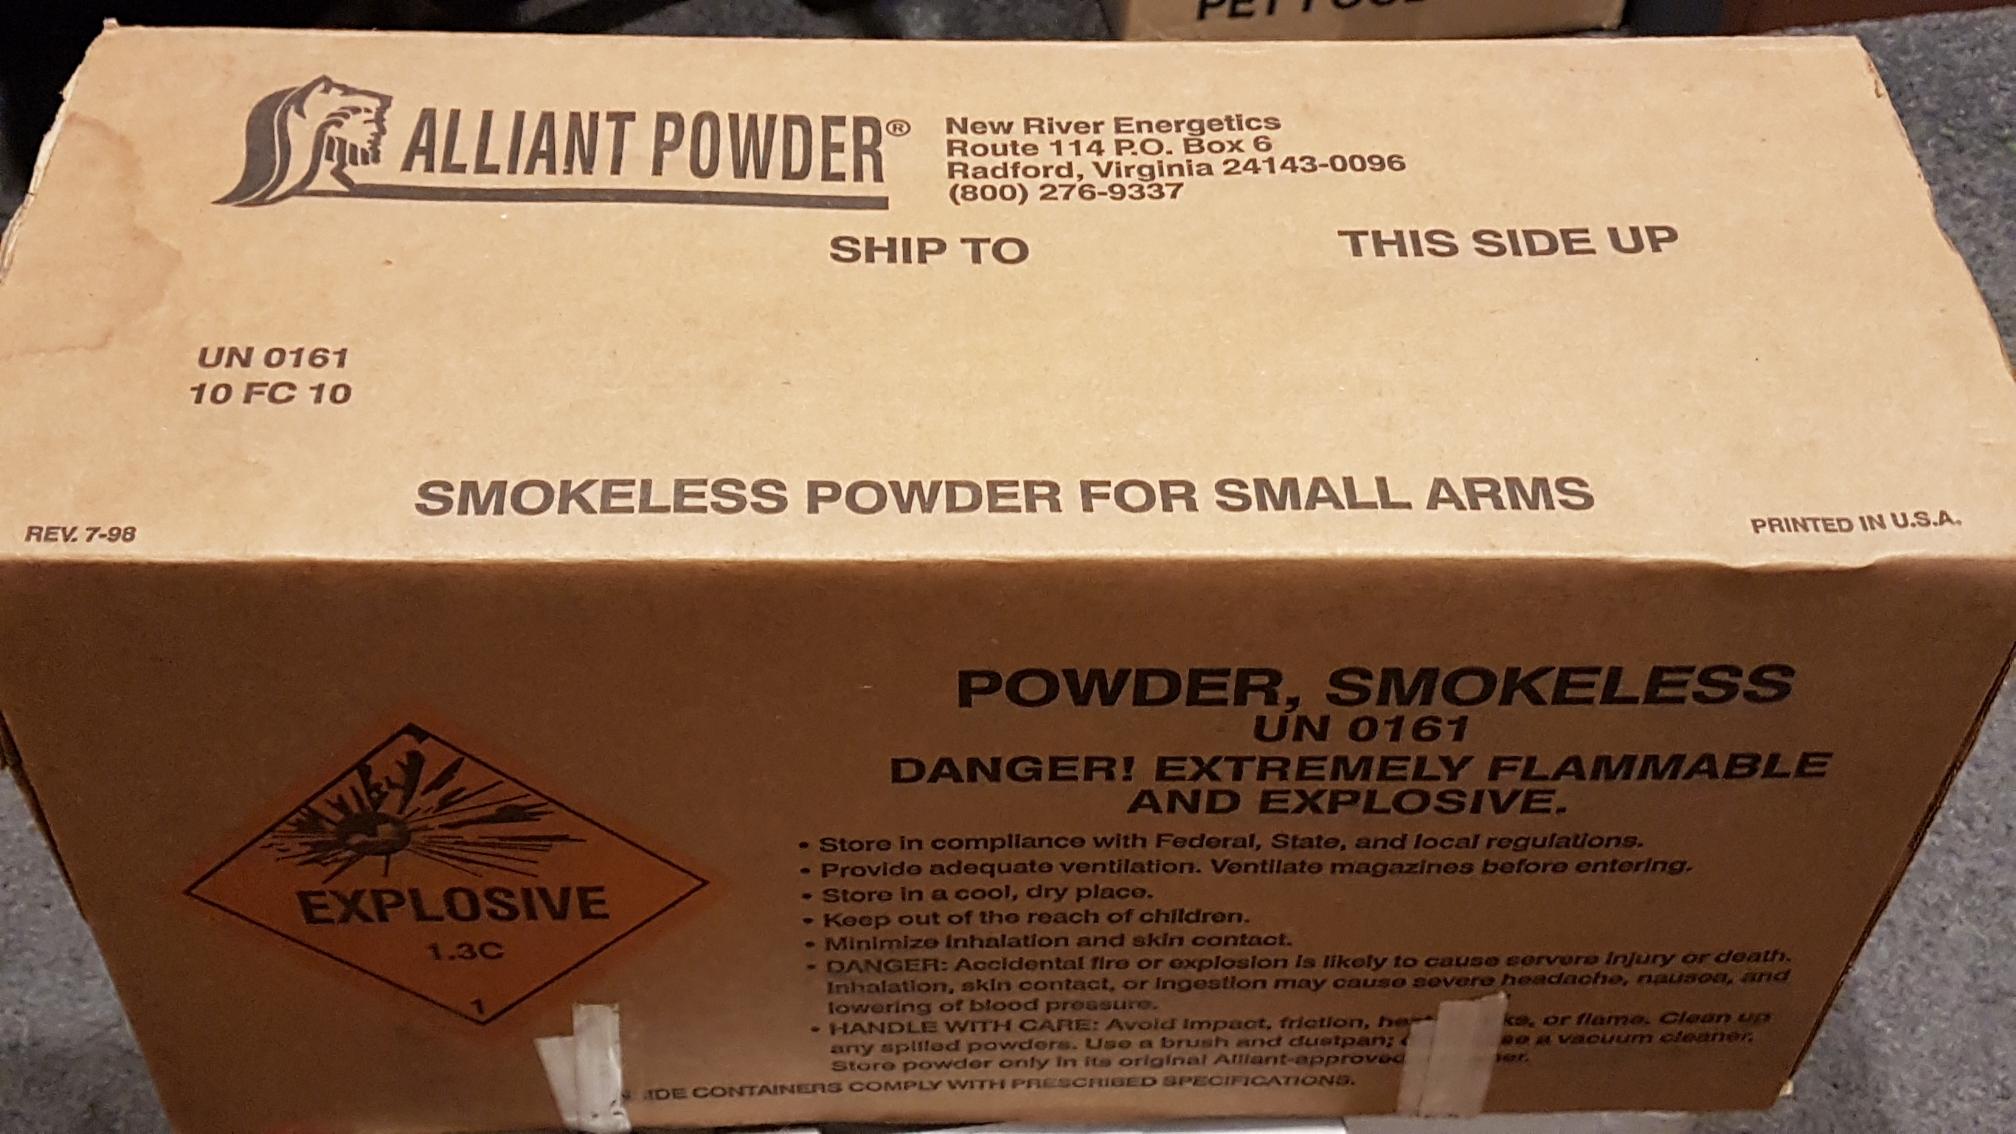 PET FOOD
ALLIANT POWDER®
New River Energetics
Route 114 P.O. Box 6
Radford, Virginia 24143-0096
(800) 276-9337
SHIP TO
THIS SIDE UP
UN 0161
10 FC 10
SMOKELESS POWDER FOR SMALL ARMS
REV. 7-98
PRINTED IN U.S.A.
POWDER, SMOKELESS
UN 0161
DANGER! EXTREMELY FLAMMABLE
AND EXPLOSIVE.
EXPLOSIVE
1.3C
1
• Store in compliance with Federal, State, and local regulations.
• Provide adequate ventilation. Ventilate magazines before entering.
• Store in a cool, dry place.
• Keep out of the reach of children.
• Minimize inhalation and skin contact.
• DANGER: Accidental fire or explosion is likely to cause servere injury or death.
Inhalation, skin contact, or ingestion may cause severe headache, nausea, and
lowering of blood pressure.
• HANDLE WITH CARE: Avoid impact, friction, or flame. Clean up
any spilled powders. Use a brush and dustpan; a vacuum cleaner.
Store powder only in its original Alliant-approved
CONTAINERS COMPLY WITH PRESCRIBED SPECIFICATIONS.